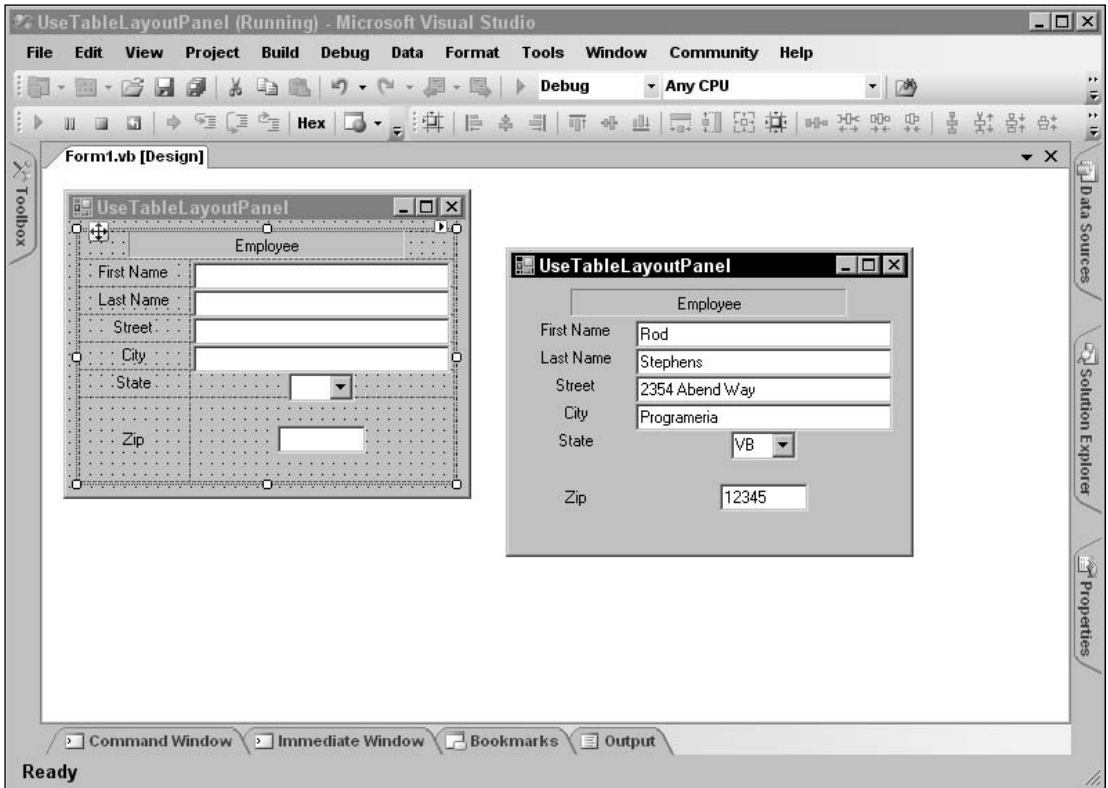 UseTableLayoutPanel (Running) - Microsoft Visual Studio
File Edit View Project Build Debug Data Format Tools Window Community Help
Debug Any CPU
Hex
Toolbox
Form1.vb [Design]
UseTableLayoutPanel
Employee
First Name
Last Name
Street
City
State
Zip
UseTableLayoutPanel
Employee
First Name Rod
Last Name Stephens
Street 2354 Abend Way
City Programeria
State VB
Zip 12345
Data Sources
Solution Explorer
Properties
Command Window Immediate Window Bookmarks Output
Ready